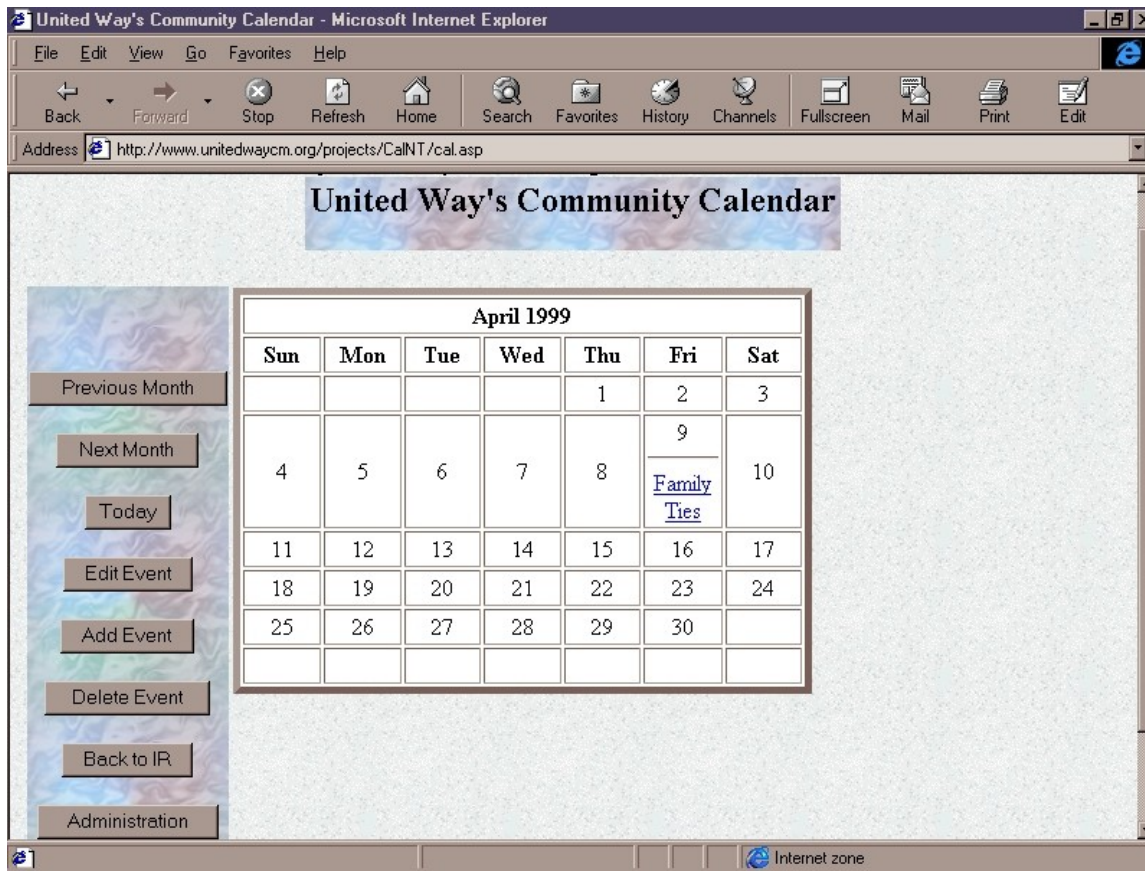 United Way's Community Calendar - Microsoft Internet Explorer
File Edit View Go Favorites Help
Back Forward Stop Refresh Home Search Favorites History Channels Fullscreen Mail Print Edit
Address http://www.unitedwaycm.org/projects/CalNT/cal.asp
United Way's Community Calendar
Previous Month
Next Month
Today
Edit Event
Add Event
Delete Event
Back to IR
Administration
April 1999
Sun Mon Tue Wed Thu Fri Sat
1 2 3
4 5 6 7 8 9 10
Family
Ties
11 12 13 14 15 16 17
18 19 20 21 22 23 24
25 26 27 28 29 30
Internet zone